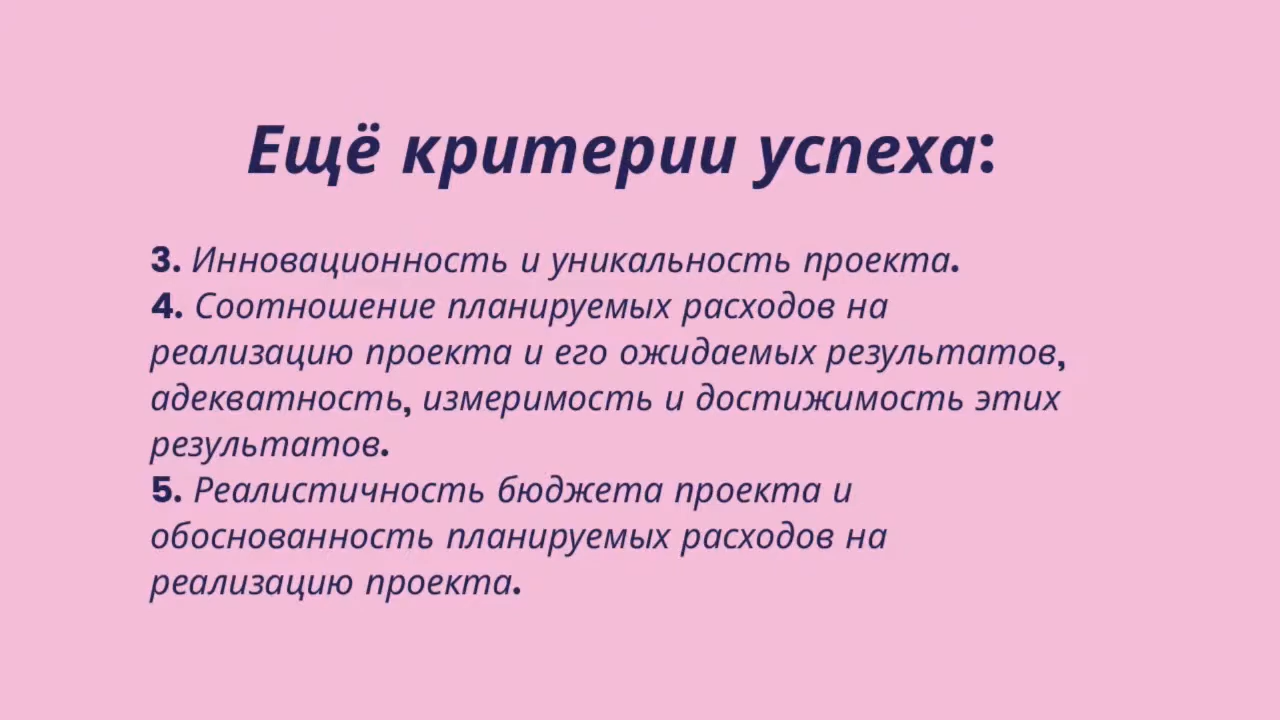 Ещё критерии успеха:
3. Инновационность и уникальность проекта.
4. Соотношение планируемых расходов на
реализацию проекта и его ожидаемых результатов,
адекватность, измеримость и достижимость этих
результатов.
5. Реалистичность бюджета проекта и
обоснованность планируемых расходов на
реализацию проекта.